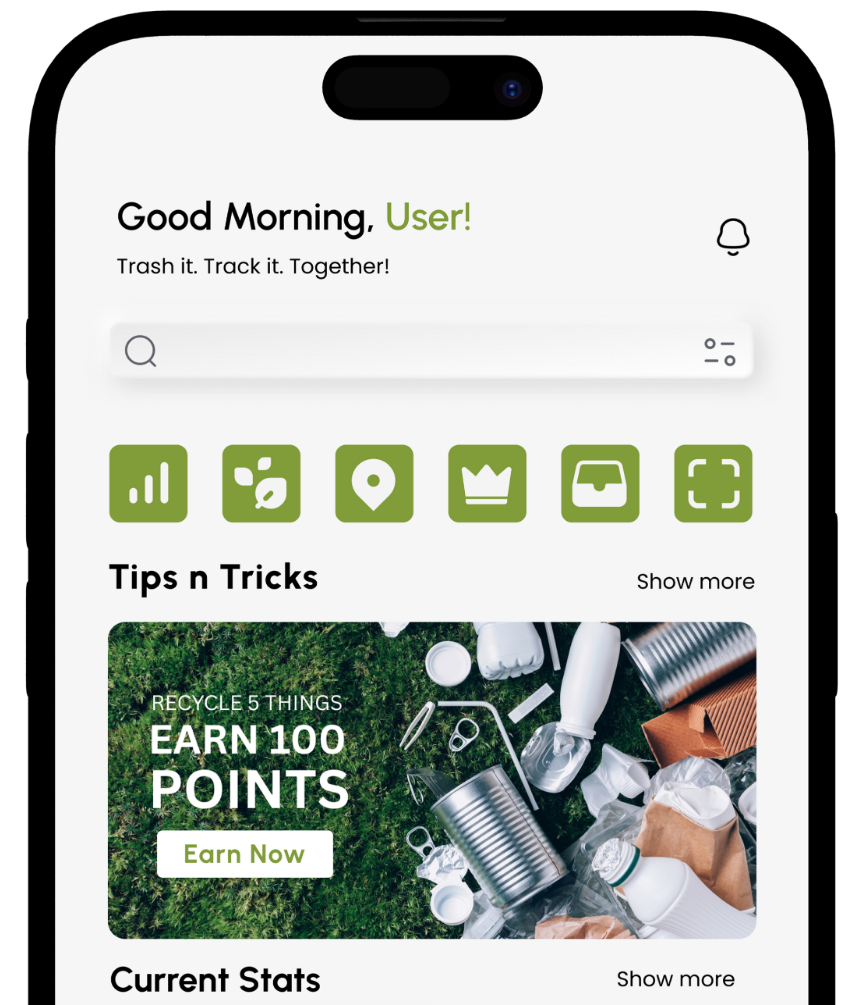 Good Morning, User!
Trash it. Track it. Together!
Tips n Tricks
Show more
RECYCLE 5 THINGS
EARN 100
POINTS
Earn Now
Current Stats
Show more